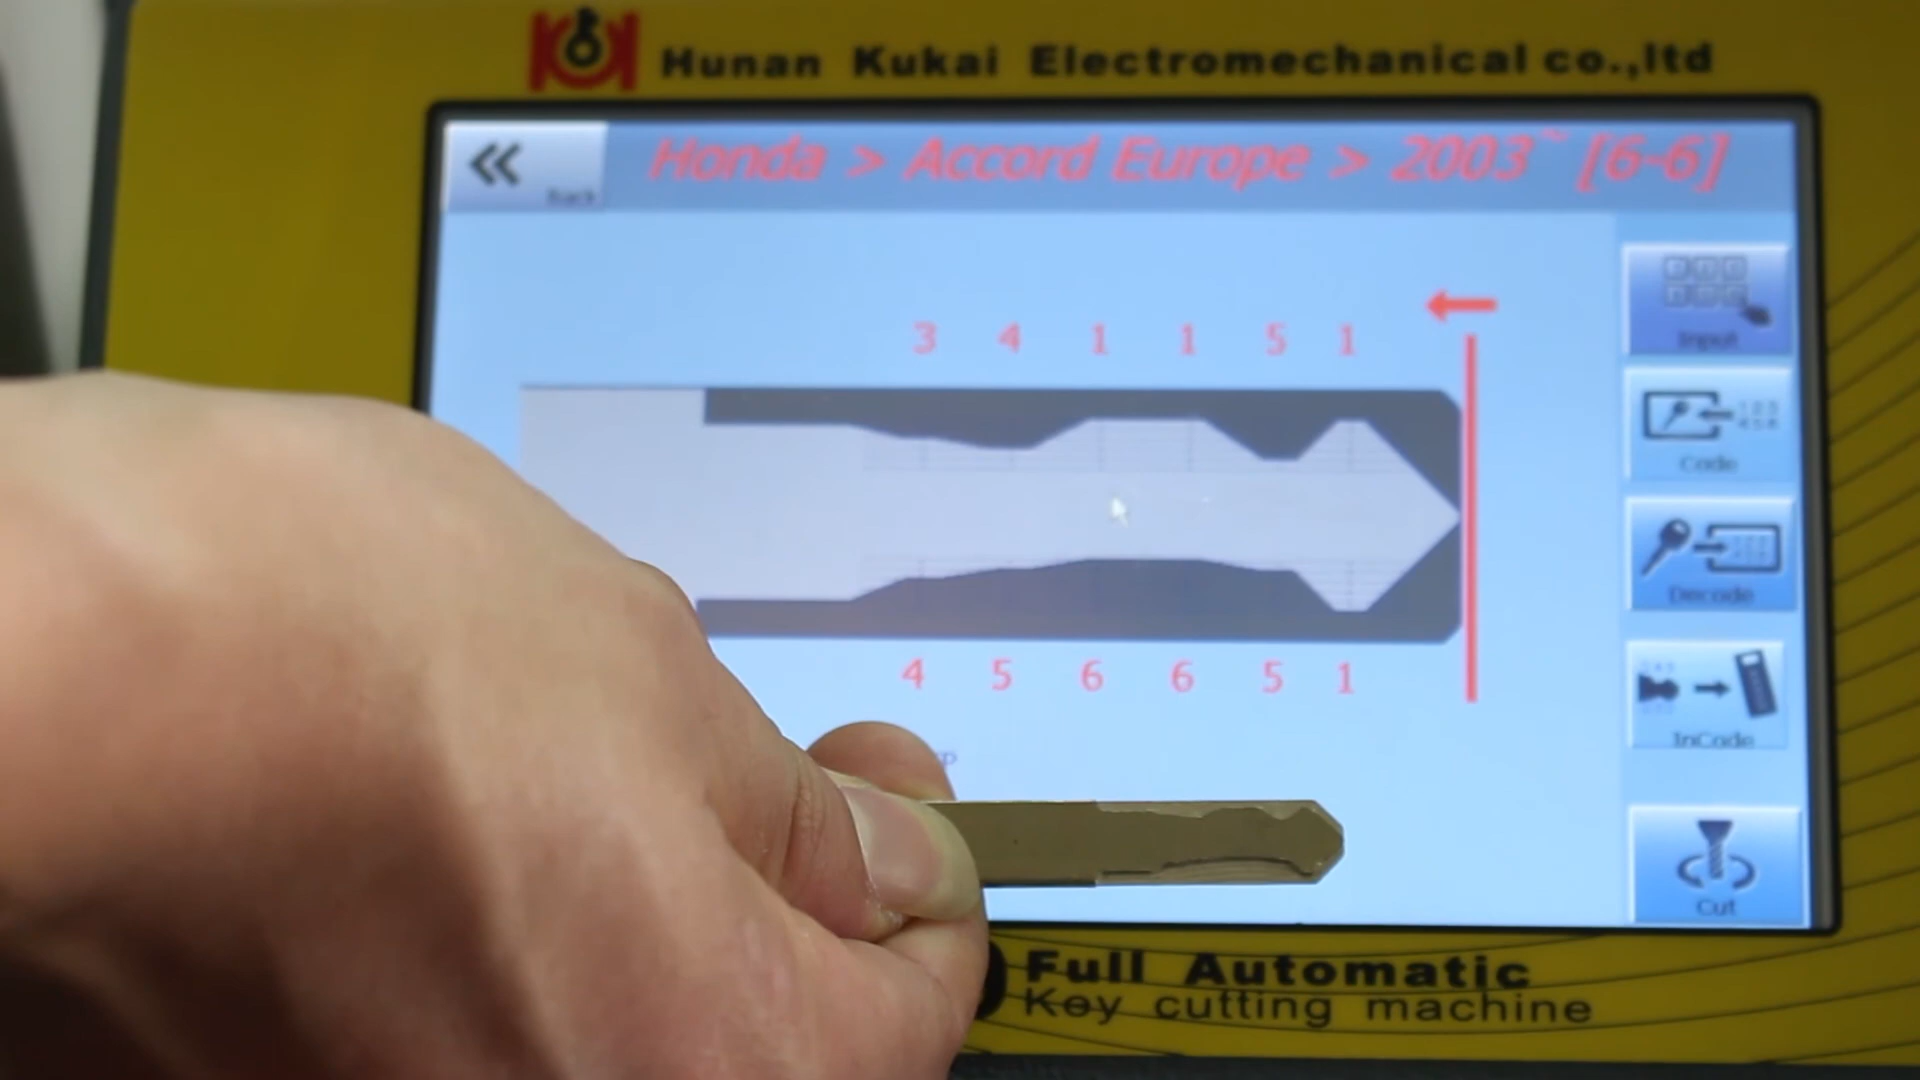 Hunan Kukai Electromechanical co.,ltd
Back
Honda > Accord Europe > 2003~ [6-6]
3 4 1 1 5 1
Input
Code
Decode
4 5 6 6 5 1
InCode
Cut
Full Automatic
Key cutting machine